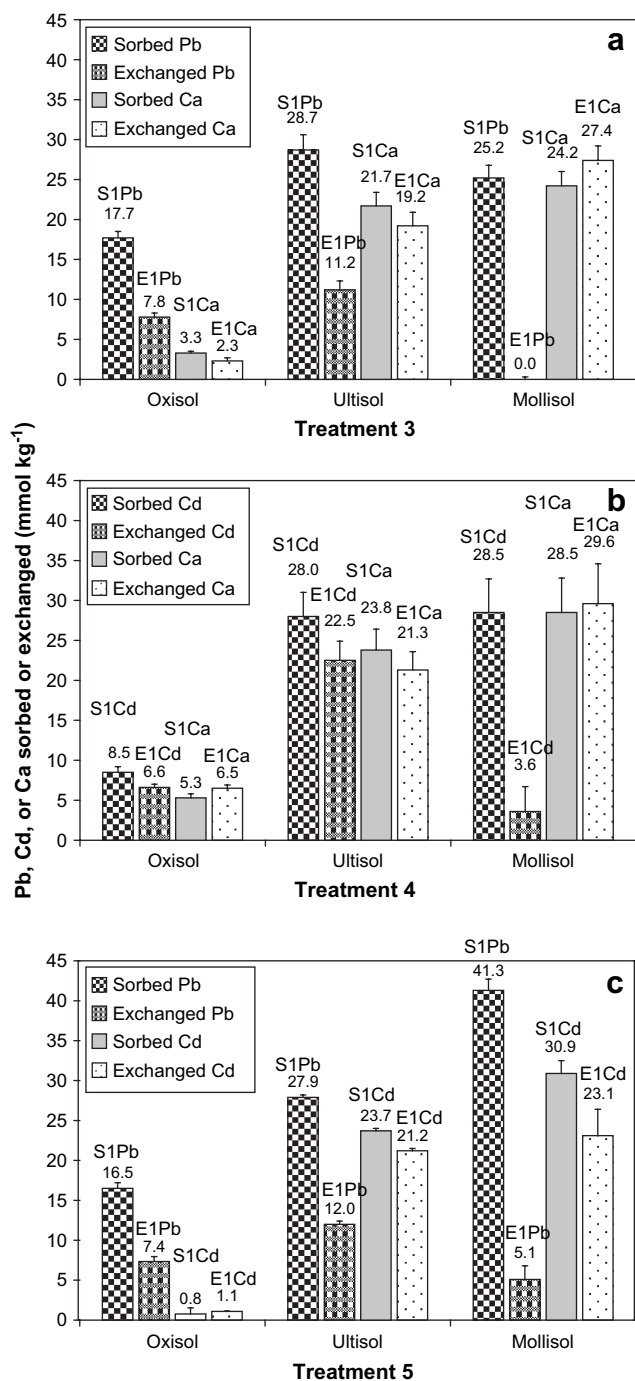 Pb, Cd, or Ca sorbed or exchanged (mmol kg-1)
a
45
40
35
30
25
20
15
10
5
0
Sorbed Pb
Exchanged Pb
Sorbed Ca
Exchanged Ca
S1Pb
17.7
E1Pb
7.8
S1Ca
3.3
E1Ca
2.3
S1Pb
28.7
E1Pb
11.2
S1Ca
21.7
E1Ca
19.2
S1Pb
25.2
E1Pb
0.0
S1Ca
24.2
E1Ca
27.4
Oxisol Ultisol Mollisol
Treatment 3
b
45
40
35
30
25
20
15
10
5
0
Sorbed Cd
Exchanged Cd
Sorbed Ca
Exchanged Ca
S1Cd
8.5
E1Cd
6.6
S1Ca
5.3
E1Ca
6.5
S1Cd
28.0
E1Cd
22.5
S1Ca
23.8
E1Ca
21.3
S1Cd
28.5
E1Cd
3.6
S1Ca
28.5
E1Ca
29.6
Oxisol Ultisol Mollisol
Treatment 4
c
45
40
35
30
25
20
15
10
5
0
Sorbed Pb
Exchanged Pb
Sorbed Cd
Exchanged Cd
S1Pb
16.5
E1Pb
7.4
S1Cd
0.8
E1Cd
1.1
S1Pb
27.9
E1Pb
12.0
S1Cd
23.7
E1Cd
21.2
S1Pb
41.3
E1Pb
5.1
S1Cd
30.9
E1Cd
23.1
Oxisol Ultisol Mollisol
Treatment 5